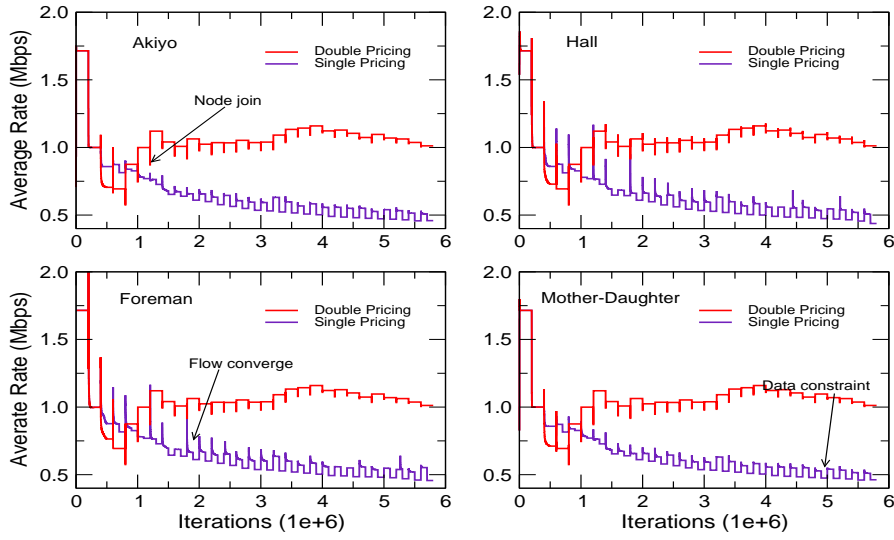 Akiyo
Double Pricing
Single Pricing
Node join
Average Rate (Mbps)
2.0
1.5
1.0
0.5
0 1 2 3 4 5 6
Hall
Double Pricing
Single Pricing
2.0
1.5
1.0
0.5
0 1 2 3 4 5 6
Foreman
Double Pricing
Single Pricing
Flow converge
Averate Rate (Mbps)
2.0
1.5
1.0
0.5
0 1 2 3 4 5 6
Iterations (1e+6)
Mother-Daughter
Double Pricing
Single Pricing
Data constraint
2.0
1.5
1.0
0.5
0 1 2 3 4 5 6
Iterations (1e+6)